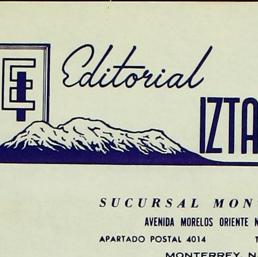 Editorial
IZTA
SUCURSAL MON
AVENIDA MORELOS ORIENTE N
APARTADO POSTAL 4014 T
MONTERREY, N